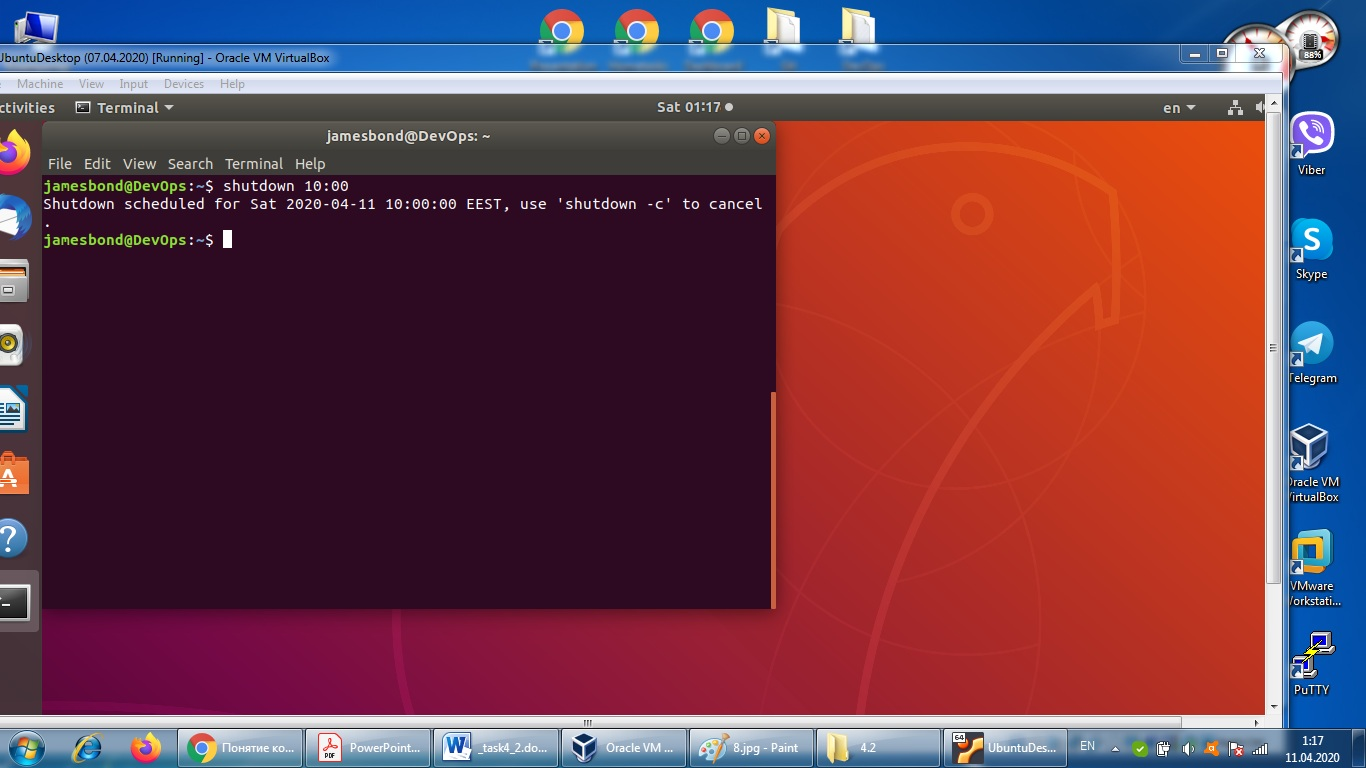 UbuntuDesktop (07.04.2020) [Running] - Oracle VM VirtualBox
Machine View Input Devices Help
ctivities Terminal Sat 01:17 en
88%
jamesbond@DevOps: ~
File Edit View Search Terminal Help
jamesbond@DevOps:~$ shutdown 10:00
Shutdown scheduled for Sat 2020-04-11 10:00:00 EEST, use 'shutdown -c' to cancel
.
jamesbond@DevOps:~$
Viber
Skype
Telegram
Oracle VM
VirtualBox
VMware
Workstati...
PuTTY
Понятие ко...
PowerPoint...
_task4_2.do...
Oracle VM ...
8.jpg - Paint
4.2
64
UbuntuDes...
EN
1:17
11.04.2020